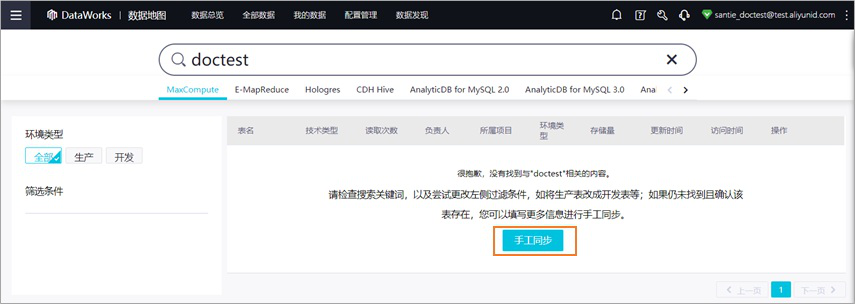 DataWorks | 数据地图 数据总览 全部数据 我的数据 配置管理 数据发现 santie_doctest@test.aliyunid.com
doctest
MaxCompute E-MapReduce Hologres CDH Hive AnalyticDB for MySQL 2.0 AnalyticDB for MySQL 3.0 Ana
环境类型
全部 生产 开发
筛选条件
表名 技术类型 读取次数 负责人 所属项目 环境类型 存储量 更新时间 访问时间 操作
很抱歉，没有找到与"doctest"相关的内容。
请检查搜索关键词，以及尝试更改左侧过滤条件，如将生产表改成开发表等；如果仍未找到且确认该
表存在，您可以填写更多信息进行手工同步。
手工同步
上一页 1 下一页